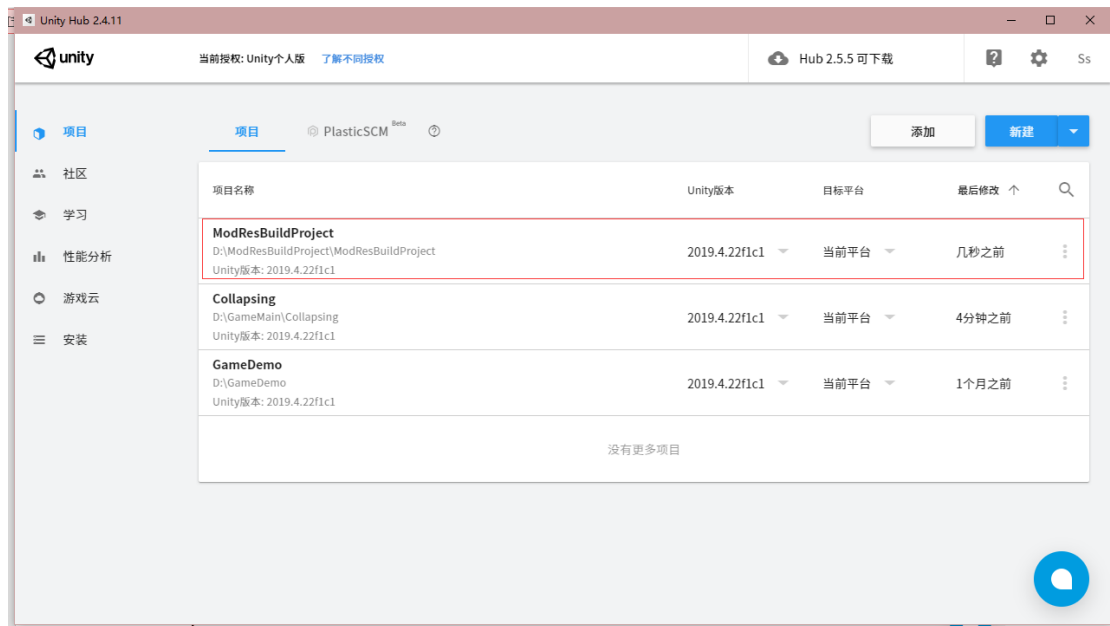 Unity Hub 2.4.11
unity
当前授权: Unity个人版 了解不同授权
Hub 2.5.5 可下载
Ss
项目
社区
学习
性能分析
游戏云
安装
项目 PlasticSCM Beta
添加 新建
项目名称 Unity版本 目标平台 最后修改
ModResBuildProject
D:\ModResBuildProject\ModResBuildProject
Unity版本: 2019.4.22f1c1
2019.4.22f1c1 当前平台 几秒之前
Collapsing
D:\GameMain\Collapsing
Unity版本: 2019.4.22f1c1
2019.4.22f1c1 当前平台 4分钟之前
GameDemo
D:\GameDemo
Unity版本: 2019.4.22f1c1
2019.4.22f1c1 当前平台 1个月之前
没有更多项目